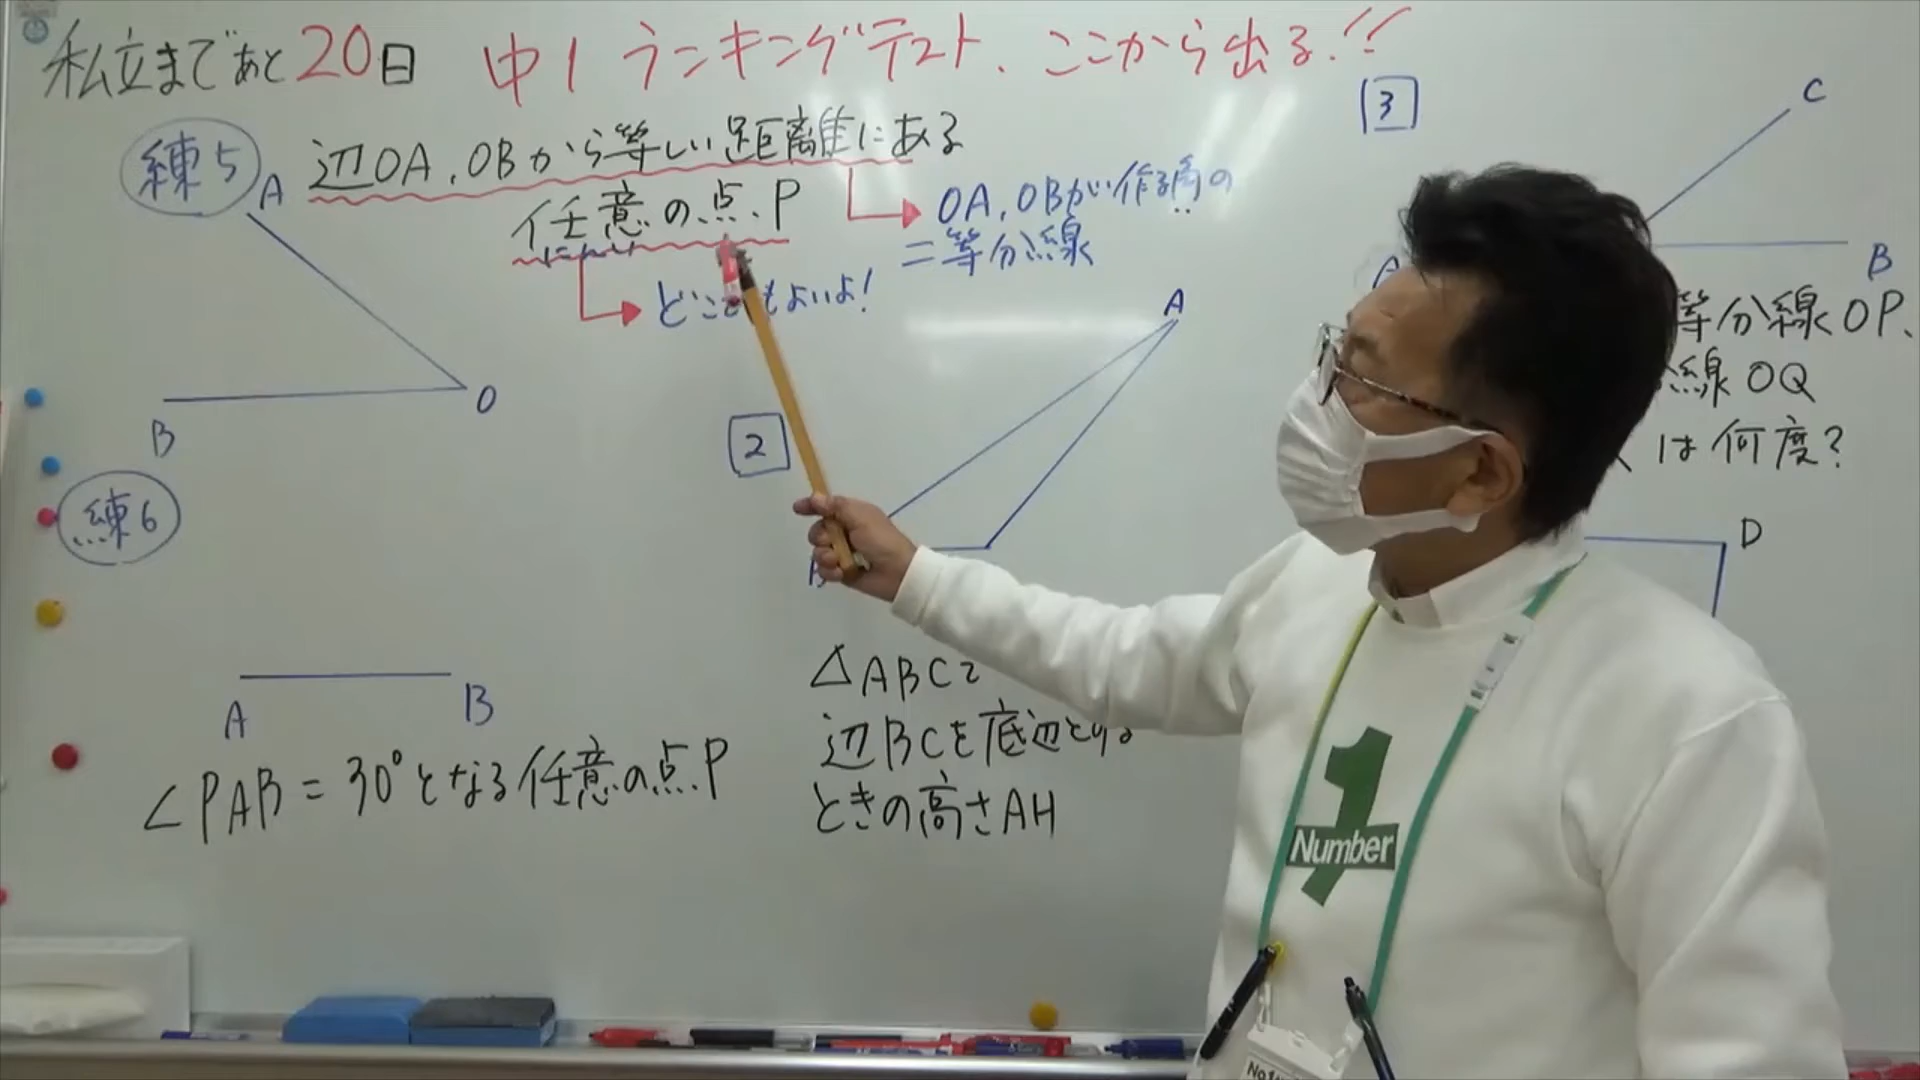 私立まであと20日 中1 ランキングテスト、ここから出る!!
練5
辺OA, OBから等しい距離にある
任意の点P
にんい
どこでもよいよ!
OA, OBが作る角の
二等分線
A
B
O
練6
A
B
∠PAB=30°となる任意の点P
2
A
△ABCで
辺BCを底辺とする
ときの高さAH
3
C
B
等分線OP、
線OQ
は何度?
D
1
Number